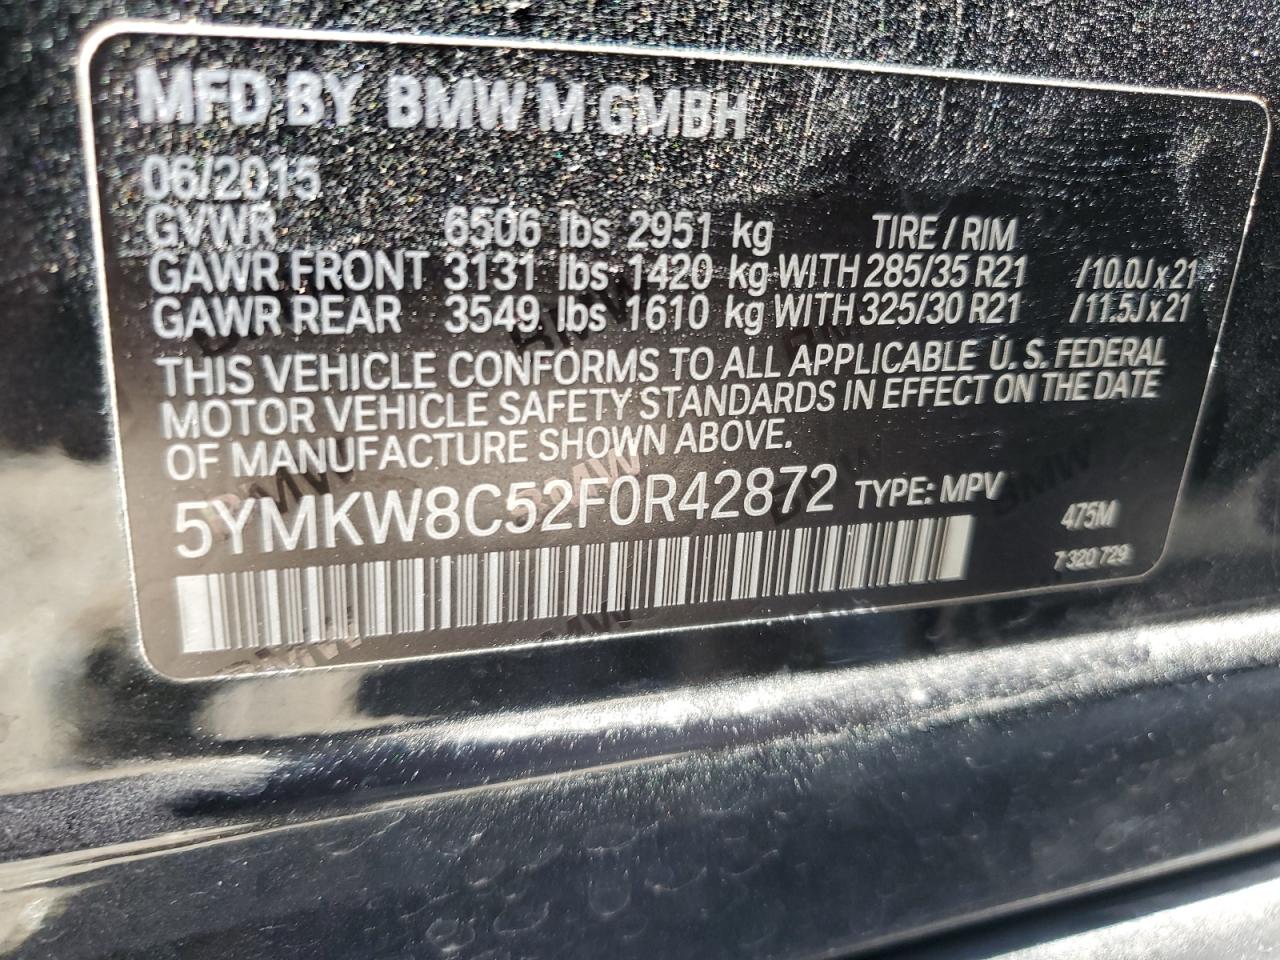 MFD BY BMW M GMBH
06/2015
GVWR 6506 lbs 2951 kg TIRE / RIM
GAWR FRONT 3131 lbs 1420 kg WITH 285/35 R21 /10.0J x 21
GAWR REAR 3549 lbs 1610 kg WITH 325/30 R21 /11.5J x 21
THIS VEHICLE CONFORMS TO ALL APPLICABLE U.S. FEDERAL
MOTOR VEHICLE SAFETY STANDARDS IN EFFECT ON THE DATE
OF MANUFACTURE SHOWN ABOVE.
5YMKW8C52F0R42872 TYPE: MPV
475M
7 320 729